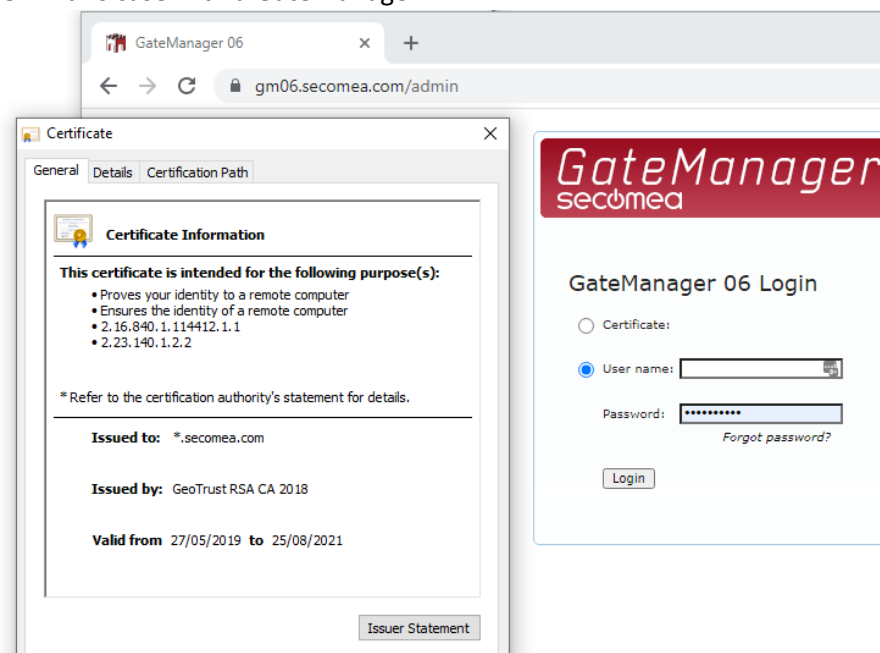 GateManager 06
gm06.secomea.com/admin
Certificate
General Details Certification Path
Certificate Information
This certificate is intended for the following purpose(s):
• Proves your identity to a remote computer
• Ensures the identity of a remote computer
• 2.16.840.1.114412.1.1
• 2.23.140.1.2.2
* Refer to the certification authority's statement for details.
Issued to: *.secomea.com
Issued by: GeoTrust RSA CA 2018
Valid from 27/05/2019 to 25/08/2021
Issuer Statement
GateManager
secomea
GateManager 06 Login
Certificate:
User name:
Password: ••••••••••
Forgot password?
Login